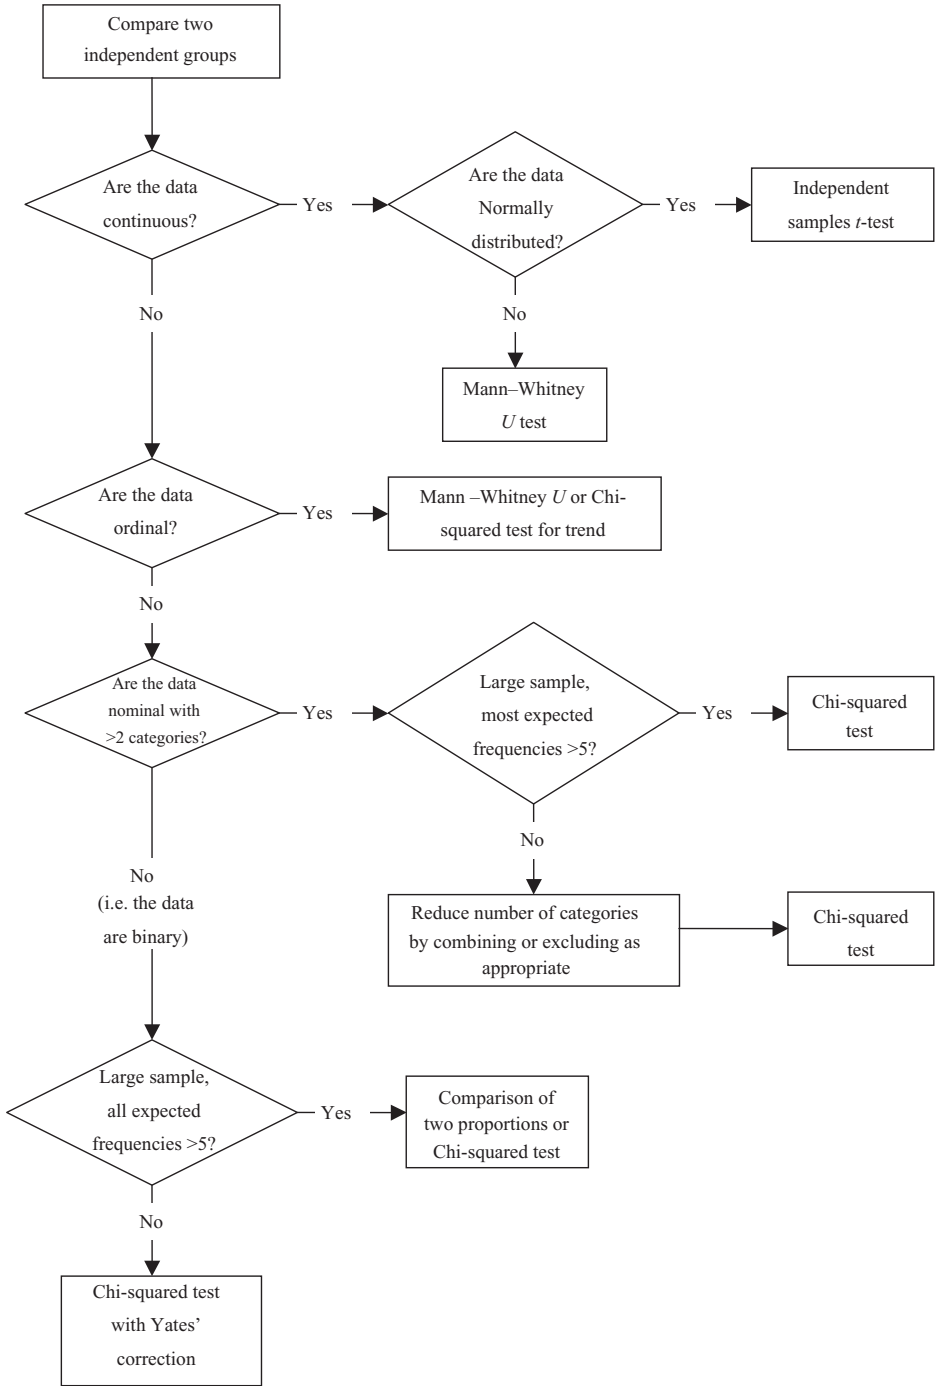 Compare two
independent groups
Are the data
continuous?
Yes
Are the data
Normally
distributed?
Yes
Independent
samples t-test
No
No
Mann–Whitney
U test
Are the data
ordinal?
Yes
Mann –Whitney U or Chi-
squared test for trend
No
Are the data
nominal with
>2 categories?
Yes
Large sample,
most expected
frequencies >5?
Yes
Chi-squared
test
No
No
(i.e. the data
are binary)
Reduce number of categories
by combining or excluding as
appropriate
Chi-squared
test
Large sample,
all expected
frequencies >5?
Yes
Comparison of
two proportions or
Chi-squared test
No
Chi-squared test
with Yates’
correction